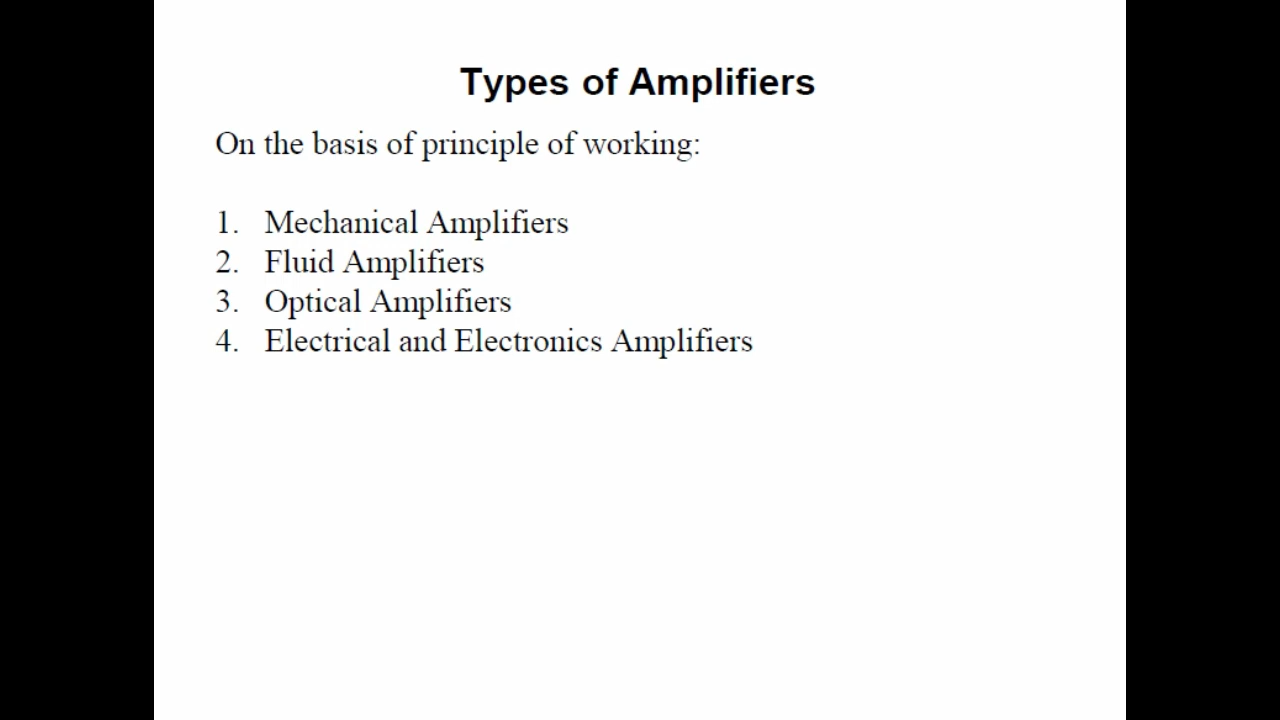 Types of Amplifiers
On the basis of principle of working:
1. Mechanical Amplifiers
2. Fluid Amplifiers
3. Optical Amplifiers
4. Electrical and Electronics Amplifiers